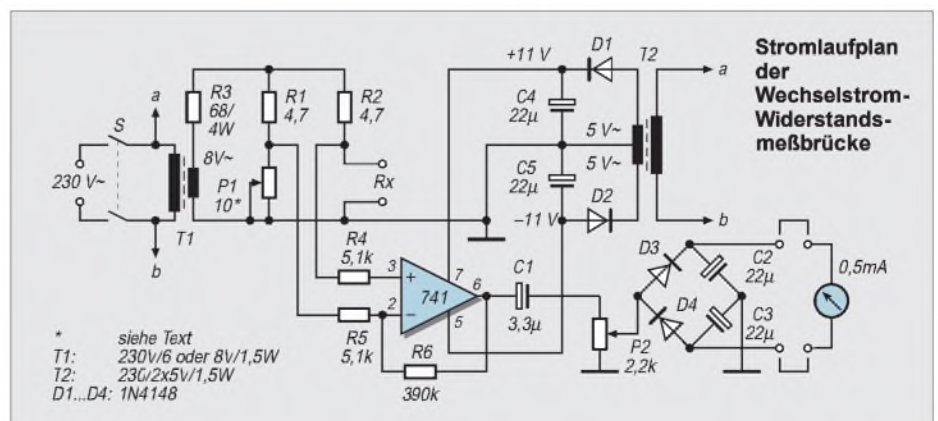 Stromlaufplan
der
Wechselstrom-
Widerstands-
meßbrücke
S
a
230 V~
b
T1
8V~
R3
68/
4W
R1
4,7
R2
4,7
P1
10*
Rx
R4
5,1k
R5
5,1k
3
+
2
–
741
7
6
5
R6
390k
C1
3,3µ
+11 V
D1
T2
C4
22µ
5 V~
5 V~
C5
22µ
–11 V
D2
a
b
P2
2,2k
D3
D4
C2
22µ
C3
22µ
0,5mA
* siehe Text
T1: 230V/6 oder 8V/1,5W
T2: 230/2x5V/1,5W
D1...D4: 1N4148